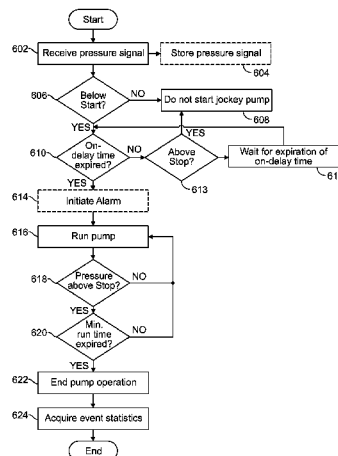 Start
602
Receive pressure signal
Store pressure signal
604
606
Below
Start?
NO
Do not start jockey pump
608
YES
YES
610
On-
delay time
expired?
NO
Above
Stop?
613
Wait for expiration of
on-delay time
61
YES
614
Initiate Alarm
616
Run pump
618
Pressure
above Stop?
NO
YES
620
Min.
run time
expired?
NO
YES
622
End pump operation
624
Acquire event statistics
End